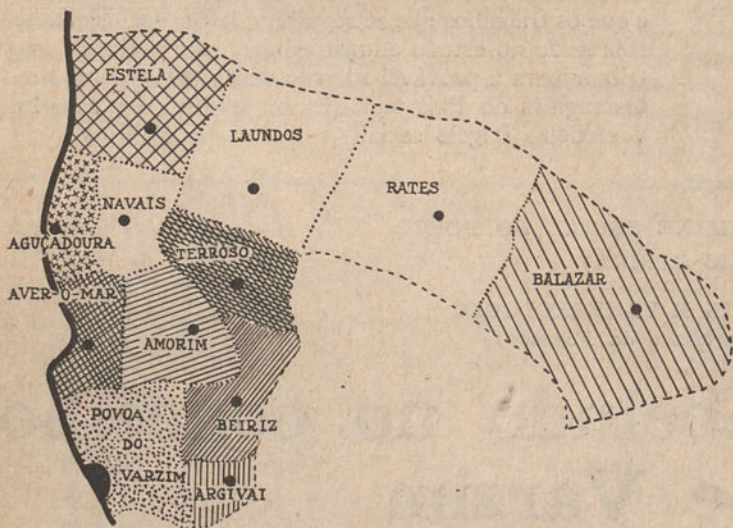 ESTELA
LAUNDOS
RATES
NAVAIS
AGUÇADOURA
TERROSO
BALAZAR
AVER-O-MAR
AMORIM
POVOA
DO
VARZIM
BEIRIZ
ARGIVAI